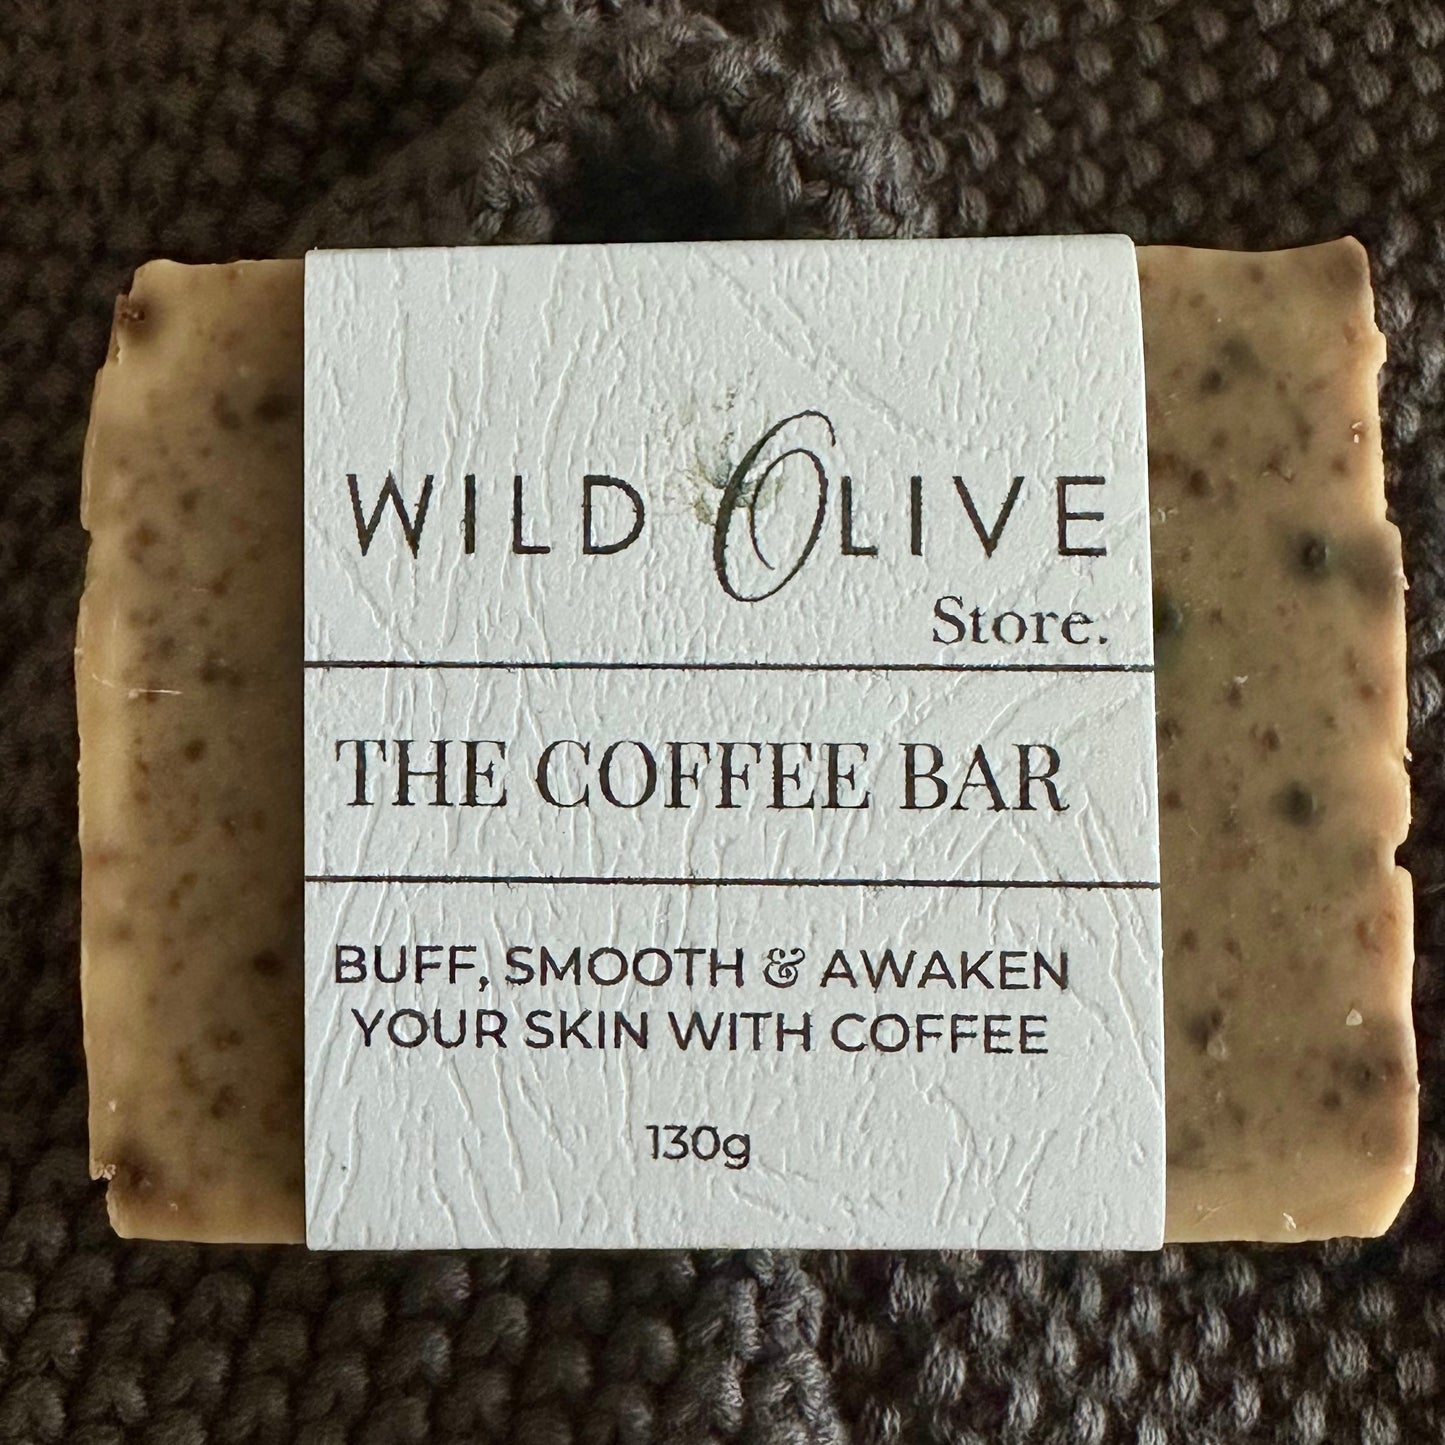 WILD OLIVE
Store.
THE COFFEE BAR
BUFF, SMOOTH & AWAKEN
YOUR SKIN WITH COFFEE
130g